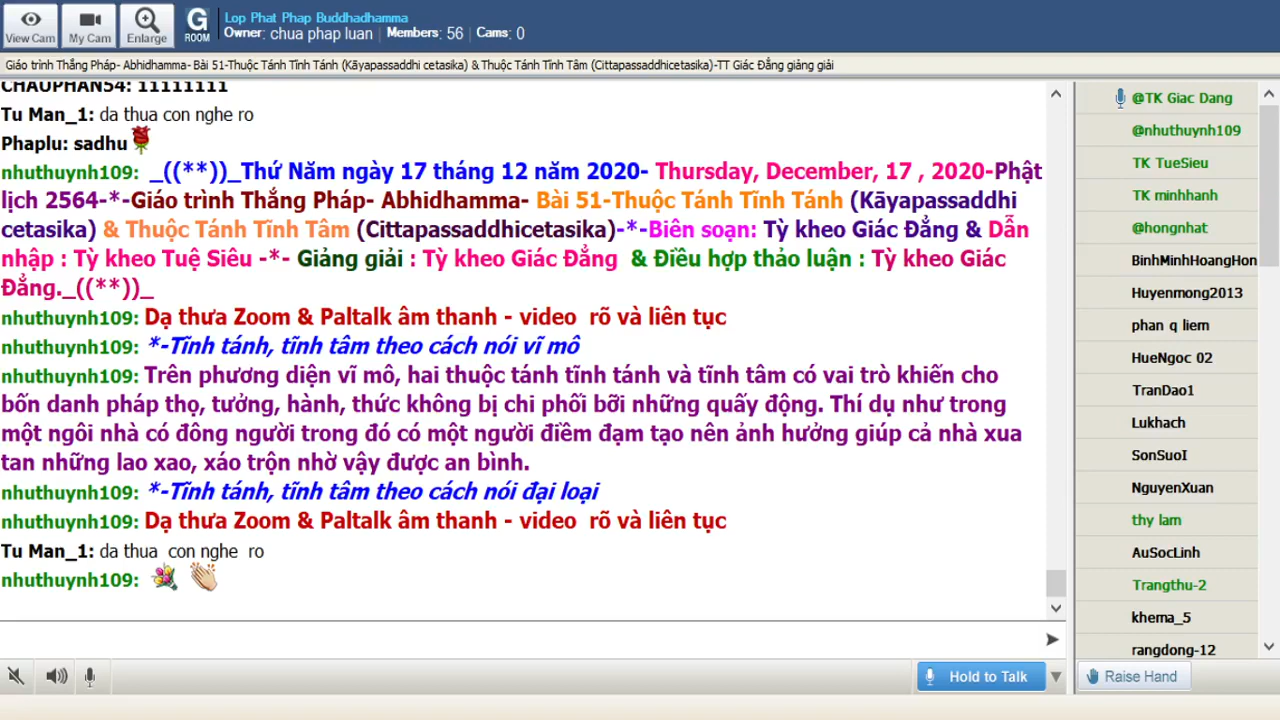 View Cam
My Cam
Enlarge
G
ROOM
Lop Phat Phap Buddhadhamma
Owner: chua phap luan | Members: 56 | Cams: 0
Giáo trình Thắng Pháp- Abhidhamma- Bài 51-Thuộc Tánh Tĩnh Tánh (Kāyapassaddhi cetasika) & Thuộc Tánh Tĩnh Tâm (Cittapassaddhicetasika)-TT Giác Đẳng giảng giải
CHAUPHAN54: 11111111
Tu Man_1: da thua con nghe ro
Phaplu: sadhu
nhuthuynh109: _((**))_Thứ Năm ngày 17 tháng 12 năm 2020- Thursday, December, 17 , 2020-Phật
lịch 2564-*-Giáo trình Thắng Pháp- Abhidhamma- Bài 51-Thuộc Tánh Tĩnh Tánh (Kāyapassaddhi
cetasika) & Thuộc Tánh Tĩnh Tâm (Cittapassaddhicetasika)-*-Biên soạn: Tỳ kheo Giác Đẳng & Dẫn
nhập : Tỳ kheo Tuệ Siêu -*- Giảng giải : Tỳ kheo Giác Đẳng & Điều hợp thảo luận : Tỳ kheo Giác
Đẳng._((**))_
nhuthuynh109: Dạ thưa Zoom & Paltalk âm thanh - video rõ và liên tục
nhuthuynh109: *-Tĩnh tánh, tĩnh tâm theo cách nói vĩ mô
nhuthuynh109: Trên phương diện vĩ mô, hai thuộc tánh tĩnh tánh và tĩnh tâm có vai trò khiến cho
bốn danh pháp thọ, tưởng, hành, thức không bị chi phối bỡi những quấy động. Thí dụ như trong
một ngôi nhà có đông người trong đó có một người điềm đạm tạo nên ảnh hưởng giúp cả nhà xua
tan những lao xao, xáo trộn nhờ vậy được an bình.
nhuthuynh109: *-Tĩnh tánh, tĩnh tâm theo cách nói đại loại
nhuthuynh109: Dạ thưa Zoom & Paltalk âm thanh - video rõ và liên tục
Tu Man_1: da thua con nghe ro
nhuthuynh109:
Hold to Talk
@TK Giac Dang
@nhuthuynh109
TK TueSieu
TK minhhanh
@hongnhat
BinhMinhHoangHon
Huyenmong2013
phan q liem
HueNgoc 02
TranDao1
Lukhach
SonSuoI
NguyenXuan
thy lam
AuSocLinh
Trangthu-2
khema_5
rangdong-12
Raise Hand